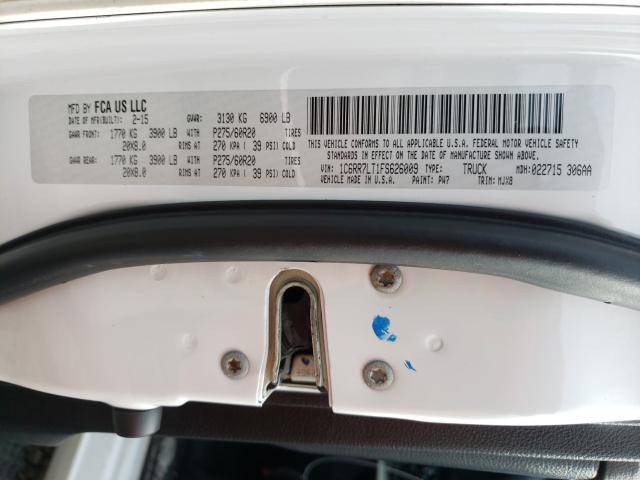 MFD BY FCA US LLC
DATE OF MFR(BUILT): 2-15 GVWR: 3130 KG 6900 LB
GAWR FRONT: 1770 KG 3900 LB WITH P275/60R20 TIRES
20X8.0 RIMS AT 270 KPA ( 39 PSI) COLD
GAWR REAR: 1770 KG 3900 LB WITH P275/60R20 TIRES
20X8.0 RIMS AT 270 KPA ( 39 PSI) COLD
THIS VEHICLE CONFORMS TO ALL APPLICABLE U.S.A. FEDERAL MOTOR VEHICLE SAFETY
STANDARDS IN EFFECT ON THE DATE OF MANUFACTURE SHOWN ABOVE.
VIN: 1C6RR7LT1FS626009 TYPE: TRUCK MDH: 022715 306AA
MADE IN U.S.A. PAINT: PW7 TRIM: MJX8